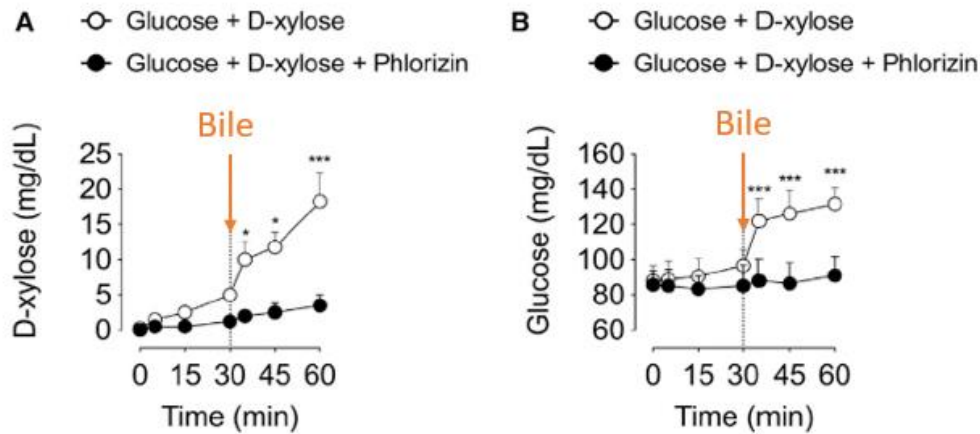 A
Glucose + D-xylose
Glucose + D-xylose + Phlorizin
Bile
D-xylose (mg/dL)
25
20
15
10
5
0
***
*
*
0 15 30 45 60
Time (min)
B
Glucose + D-xylose
Glucose + D-xylose + Phlorizin
Bile
Glucose (mg/dL)
160
140
120
100
80
60
*** *** ***
0 15 30 45 60
Time (min)